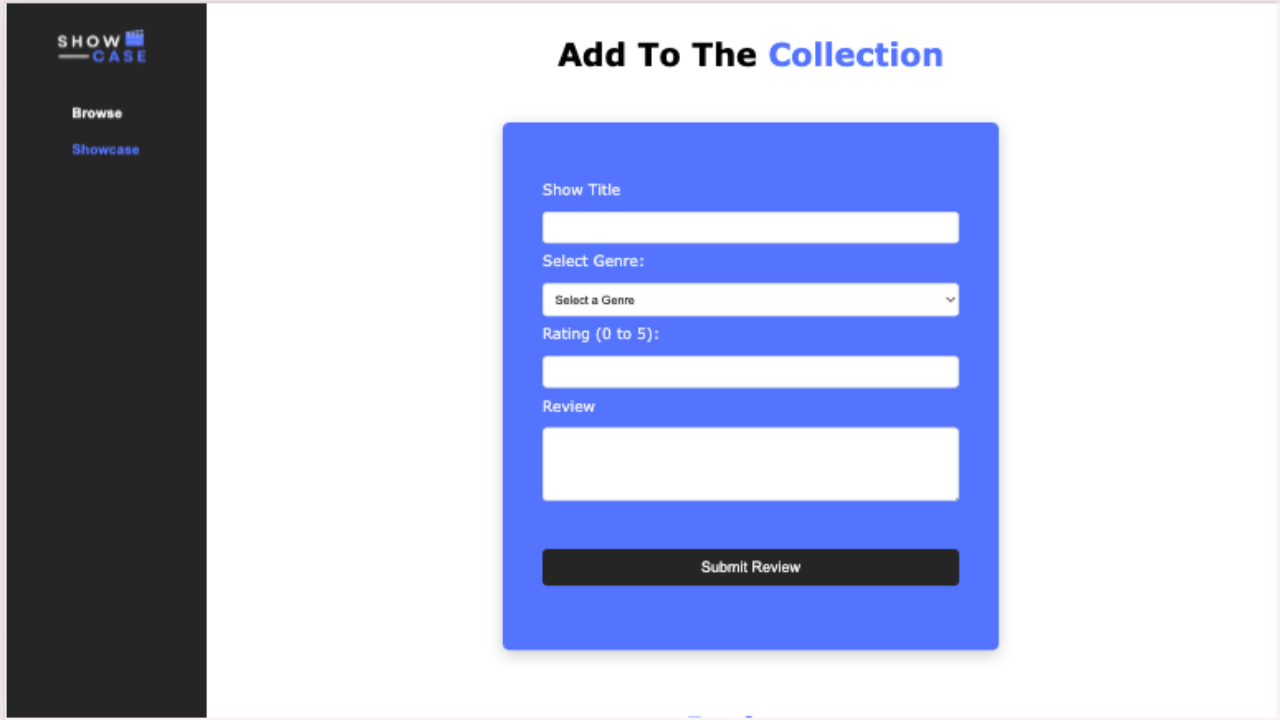 SHOW
CASE
Browse
Showcase
Add To The Collection
Show Title
Select Genre:
Select a Genre
Rating (0 to 5):
Review
Submit Review